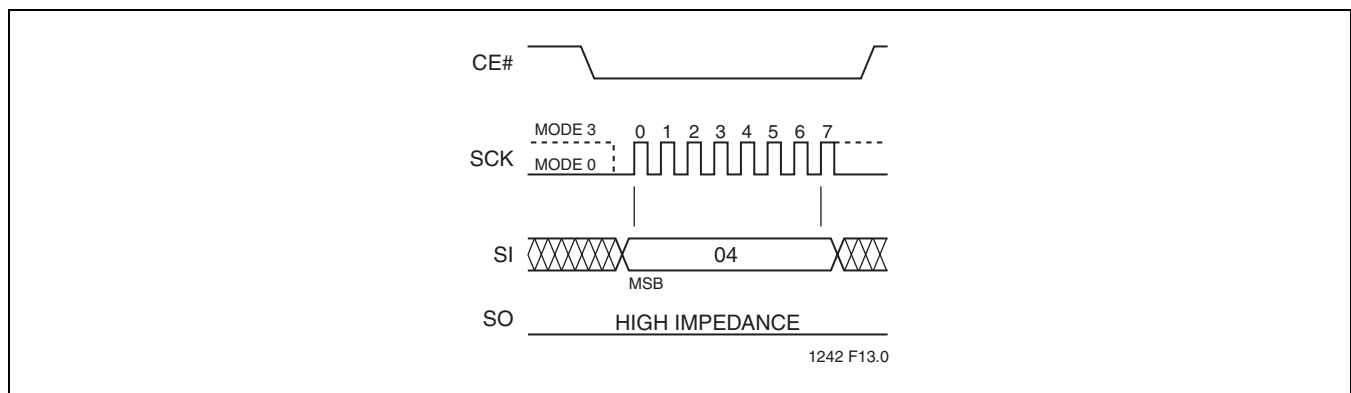 CE#
MODE 3 0 1 2 3 4 5 6 7
SCK MODE 0
SI 04
MSB
SO HIGH IMPEDANCE
1242 F13.0